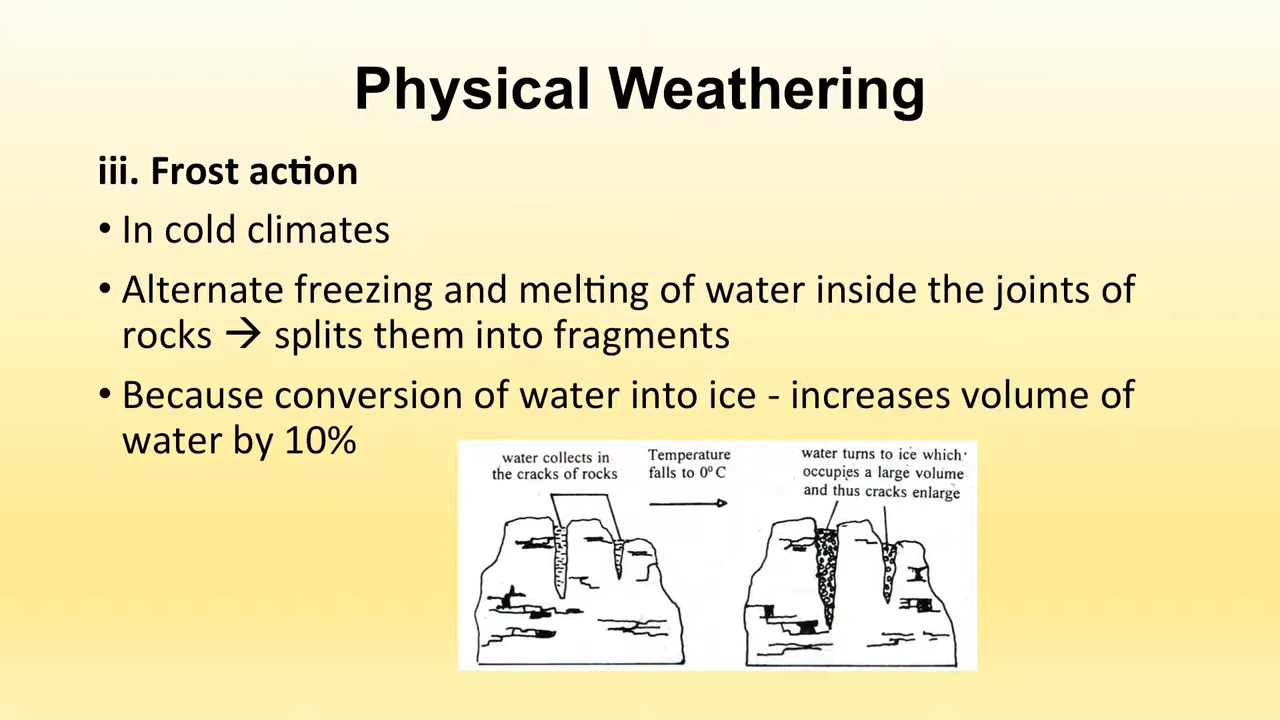 Physical Weathering
iii. Frost action
• In cold climates
• Alternate freezing and melting of water inside the joints of
rocks → splits them into fragments
• Because conversion of water into ice - increases volume of
water by 10%
water collects in
the cracks of rocks
Temperature
falls to 0⁰ C
water turns to ice which
occupies a large volume
and thus cracks enlarge